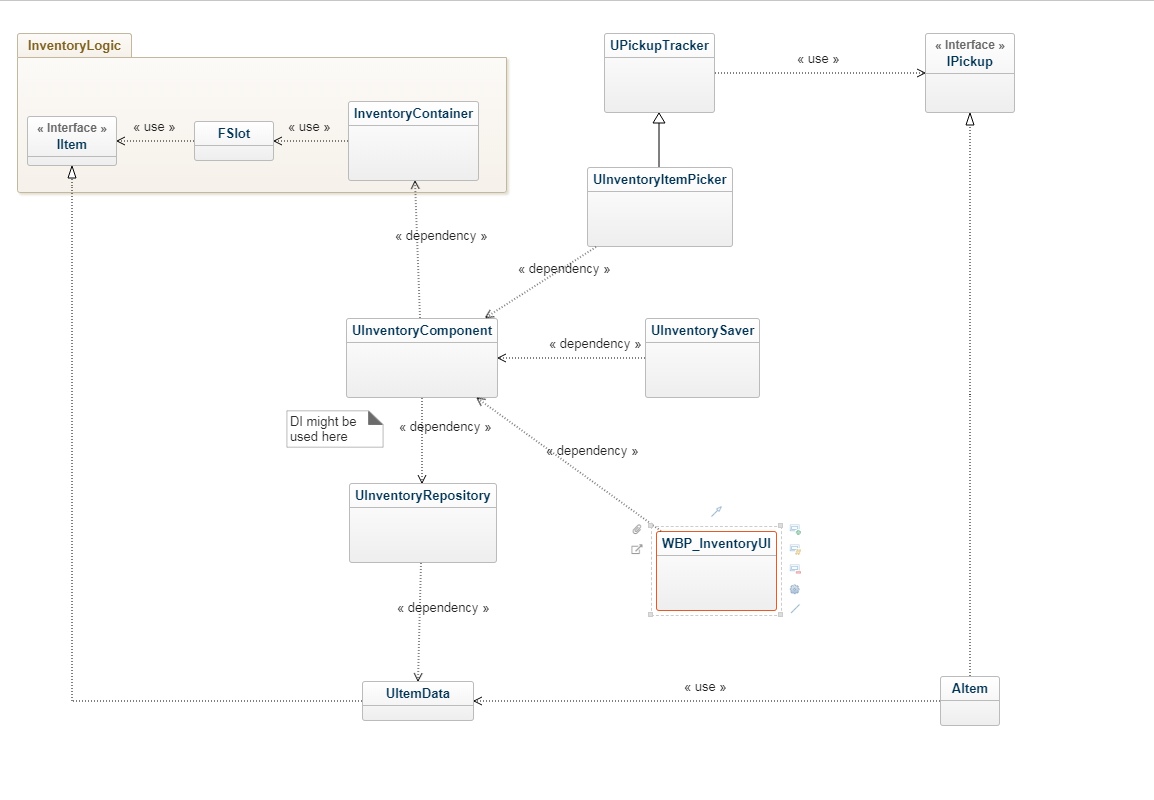 InventoryLogic
« Interface »
IItem
« use »
FSlot
« use »
InventoryContainer
UPickupTracker
« use »
« Interface »
IPickup
UInventoryItemPicker
« dependency »
« dependency »
UInventoryComponent
« dependency »
UInventorySaver
DI might be
used here
« dependency »
« dependency »
UInventoryRepository
WBP_InventoryUI
« dependency »
UItemData
« use »
AItem